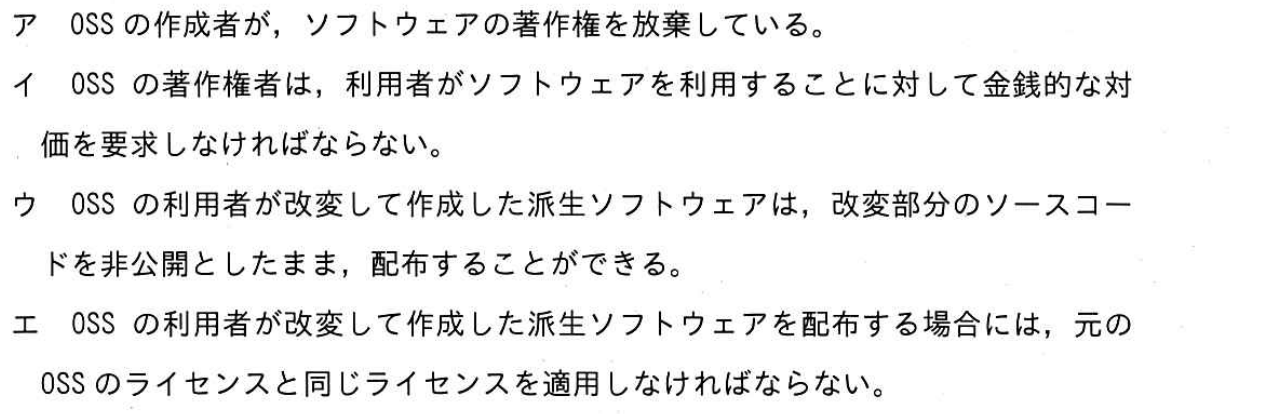 ア　OSS の作成者が，ソフトウェアの著作権を放棄している。
イ　OSS の著作権者は，利用者がソフトウェアを利用することに対して金銭的な対
価を要求しなければならない。
ウ　OSS の利用者が改変して作成した派生ソフトウェアは，改変部分のソースコー
ドを非公開としたまま，配布することができる。
エ　OSS の利用者が改変して作成した派生ソフトウェアを配布する場合には，元の
OSS のライセンスと同じライセンスを適用しなければならない。